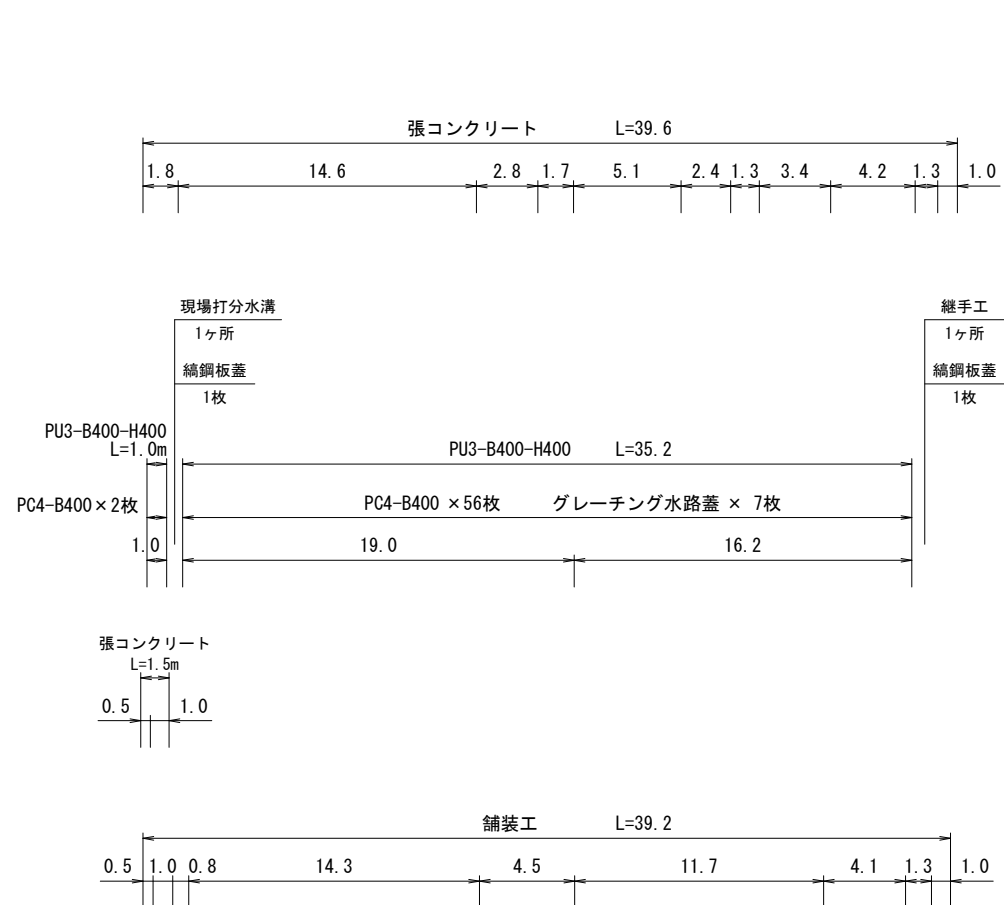 張コンクリート L=39.6
1.8 14.6 2.8 1.7 5.1 2.4 1.3 3.4 4.2 1.3 1.0
現場打分水溝
1ヶ所
縞鋼板蓋
1枚
継手工
1ヶ所
縞鋼板蓋
1枚
PU3-B400-H400
L=1.0m
PU3-B400-H400 L=35.2
PC4-B400×2枚
PC4-B400 ×56枚 グレーチング水路蓋 × 7枚
1.0 19.0 16.2
張コンクリート
L=1.5m
0.5 1.0
舗装工 L=39.2
0.5 1.0 0.8 14.3 4.5 11.7 4.1 1.3 1.0